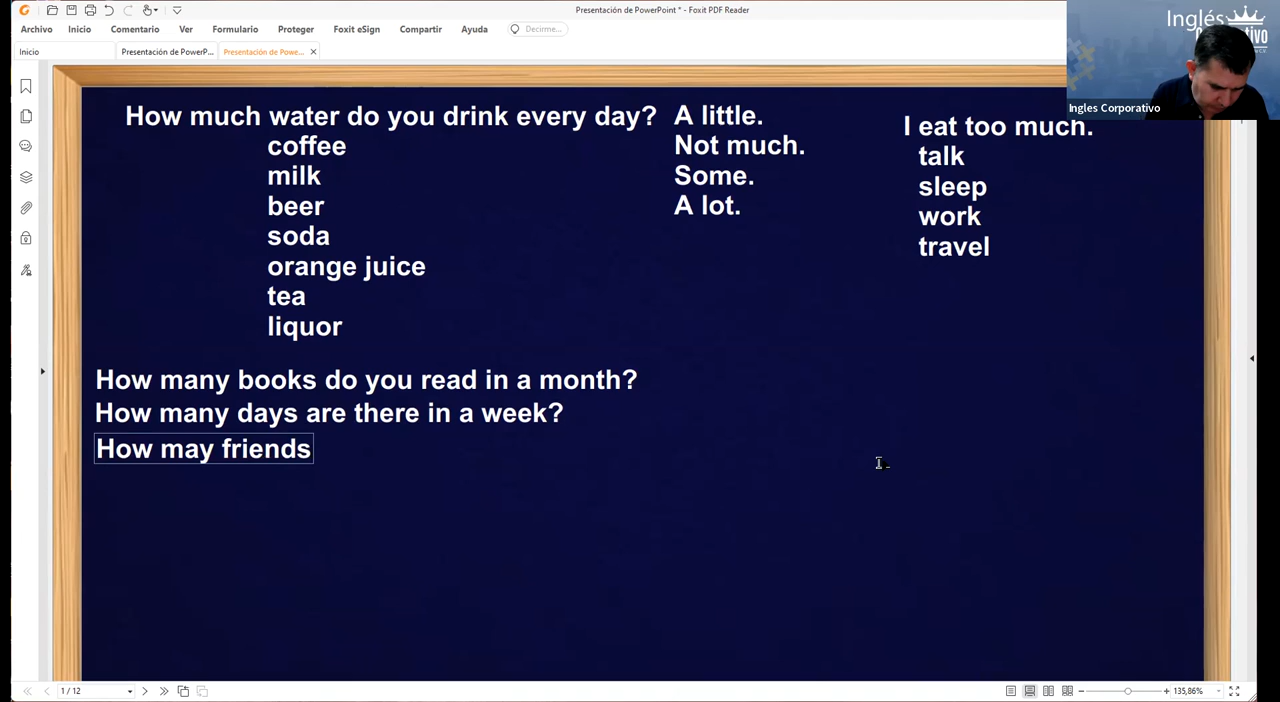 Presentación de PowerPoint * - Foxit PDF Reader
Archivo Inicio Comentario Ver Formulario Proteger Foxit eSign Compartir Ayuda Decirme...
Inicio Presentación de PowerP... Presentación de Powe...
Inglés
Ingles Corporativo
How much water do you drink every day?
coffee
milk
beer
soda
orange juice
tea
liquor
A little.
Not much.
Some.
A lot.
I eat too much.
talk
sleep
work
travel
How many books do you read in a month?
How many days are there in a week?
How may friends
1 / 12
135,86%